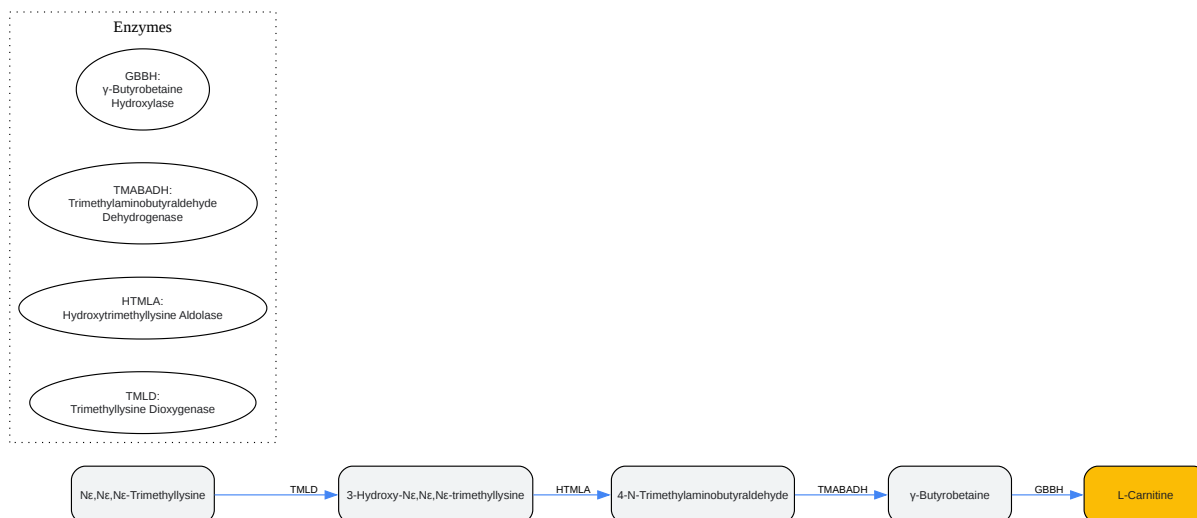 Enzymes
GBBH:
γ-Butyrobetaine
Hydroxylase
TMABADH:
Trimethylaminobutyraldehyde
Dehydrogenase
HTMLA:
Hydroxytrimethyllysine Aldolase
TMLD:
Trimethyllysine Dioxygenase
Nε,Nε,Nε-Trimethyllysine
TMLD
3-Hydroxy-Nε,Nε,Nε-trimethyllysine
HTMLA
4-N-Trimethylaminobutyraldehyde
TMABADH
γ-Butyrobetaine
GBBH
L-Carnitine